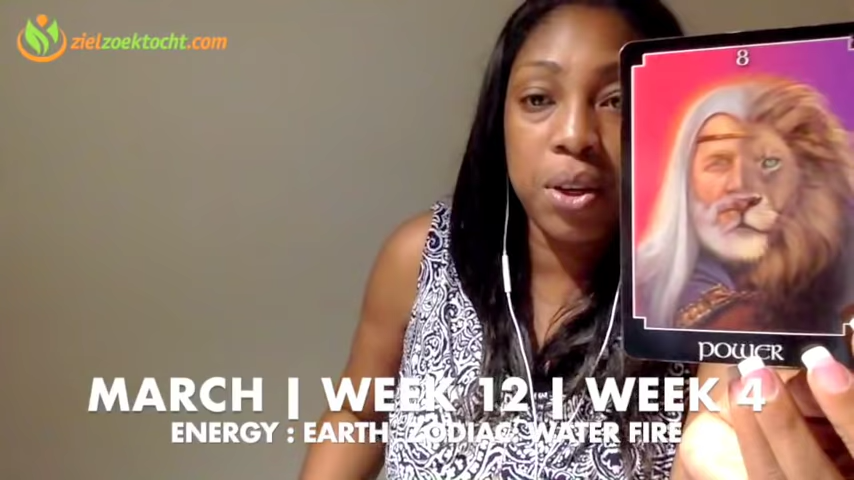 zielzoektocht.com
8
POWER
MARCH | WEEK 12 | WEEK 4
ENERGY : EARTH ZODIAC: WATER FIRE